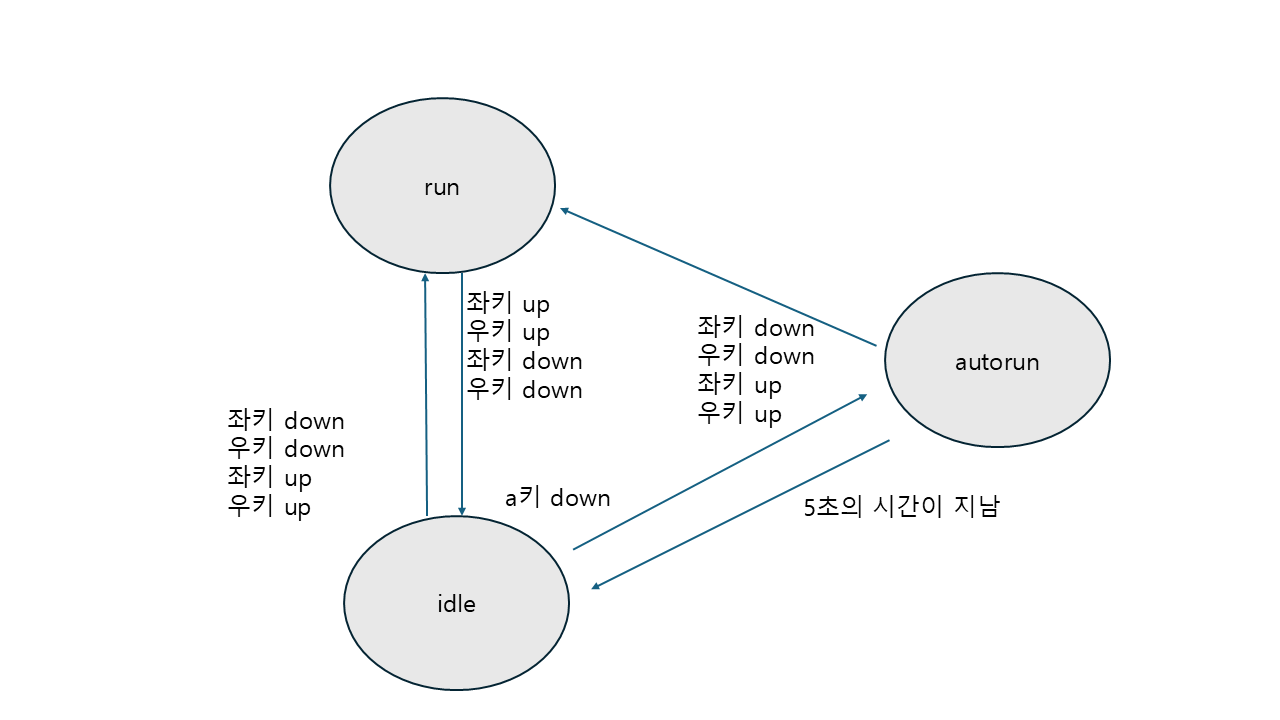 run
좌키 up
우키 up
좌키 down
우키 down
좌키 down
우키 down
좌키 up
우키 up
autorun
좌키 down
우키 down
좌키 up
우키 up
a키 down
5초의 시간이 지남
idle